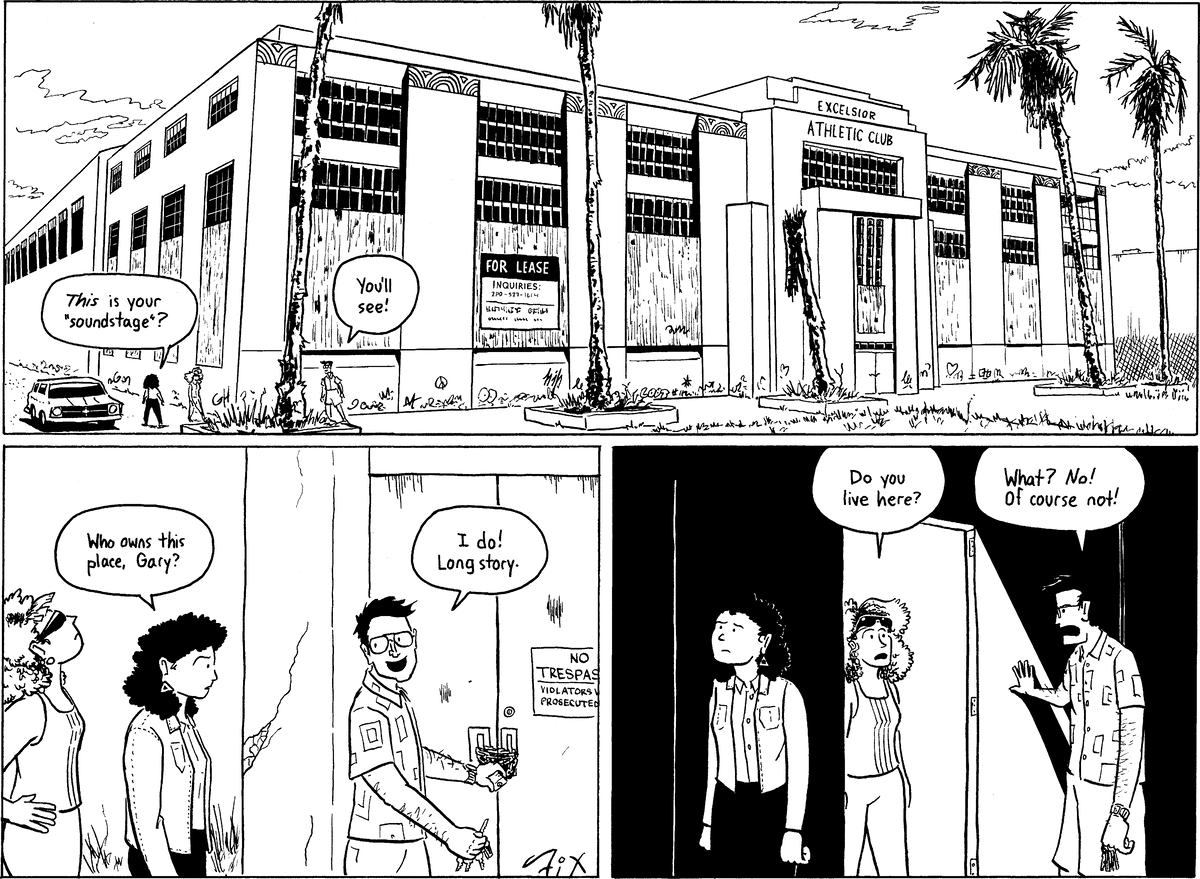 EXCELSIOR
ATHLETIC CLUB
FOR LEASE
INQUIRIES:
This is your
"soundstage"?
You'll
see!
Who owns this
place, Gary?
I do!
Long story.
NO
TRESPAS
VIOLATORS
PROSECUTED
Do you
live here?
What? No!
Of course not!